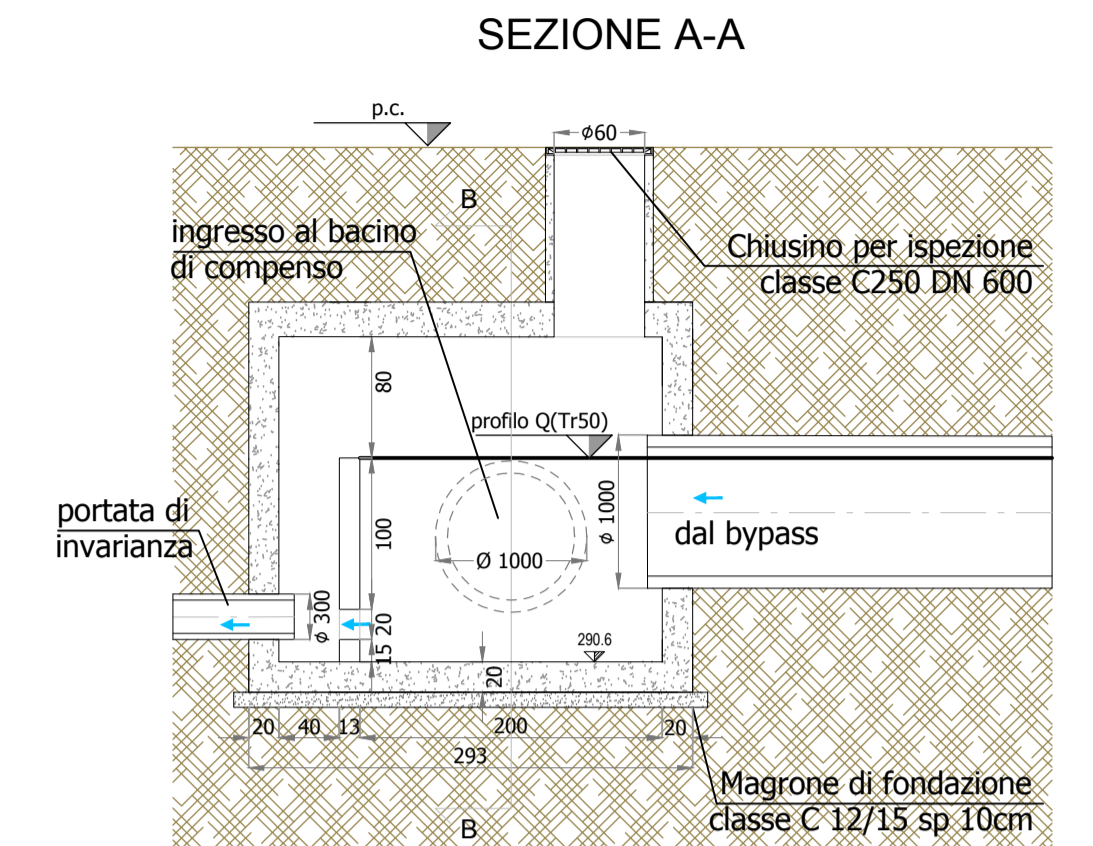 SEZIONE A-A
p.c.
ϕ60
B
ingresso al bacino
di compenso
Chiusino per ispezione
classe C250 DN 600
80
profilo Q(Tr50)
portata di
invarianza
100
Ø 1000
ϕ 1000
dal bypass
ϕ 300
20
15
290.6
20
20
40
13
200
20
293
Magrone di fondazione
classe C 12/15 sp 10cm
B